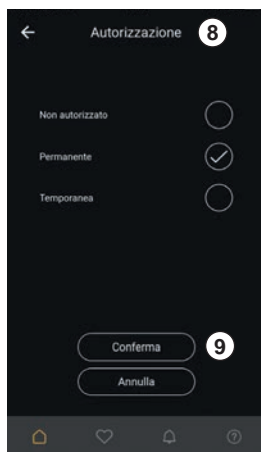 Autorizzazione 8
Non autorizzato
Permanente
Temporanea
Conferma 9
Annulla
?